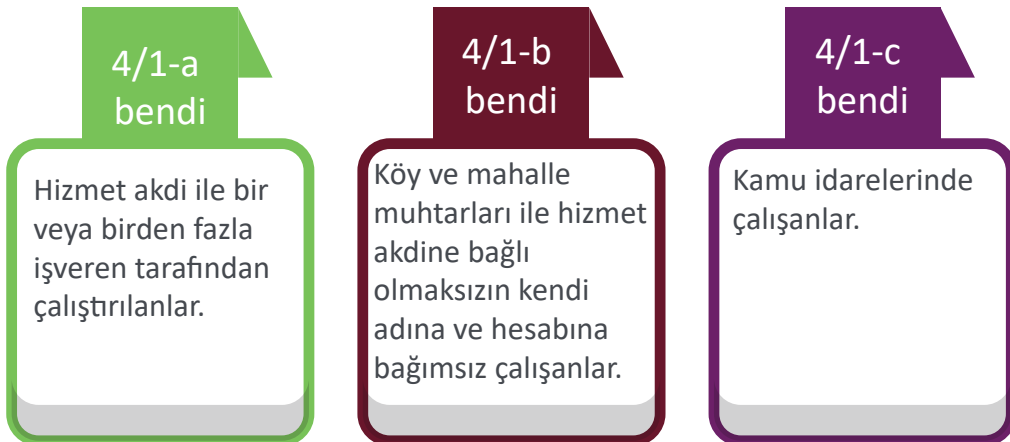 4/1-a
bendi
Hizmet akdi ile bir
veya birden fazla
işveren tarafından
çalıştırılanlar.
4/1-b
bendi
Köy ve mahalle
muhtarları ile hizmet
akdine bağlı
olmaksızın kendi
adına ve hesabına
bağımsız çalışanlar.
4/1-c
bendi
Kamu idarelerinde
çalışanlar.